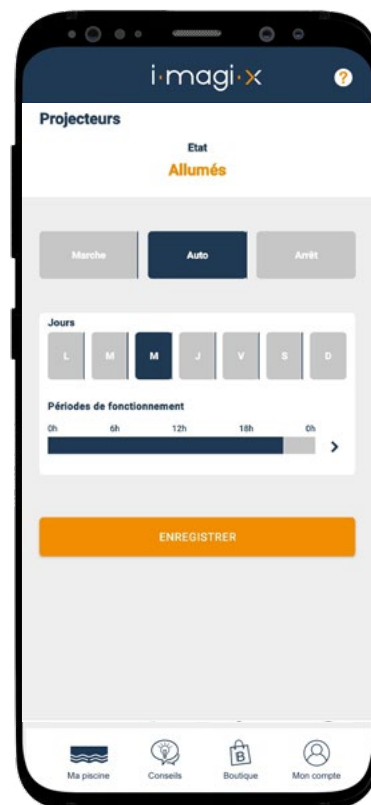 i·magi·x ?
Projecteurs
Etat
Allumés
Marche Auto Arrêt
Jours
L M M J V S D
Périodes de fonctionnement
0h 6h 12h 18h 0h
ENREGISTRER
B
Ma piscine Conseils Boutique Mon compte